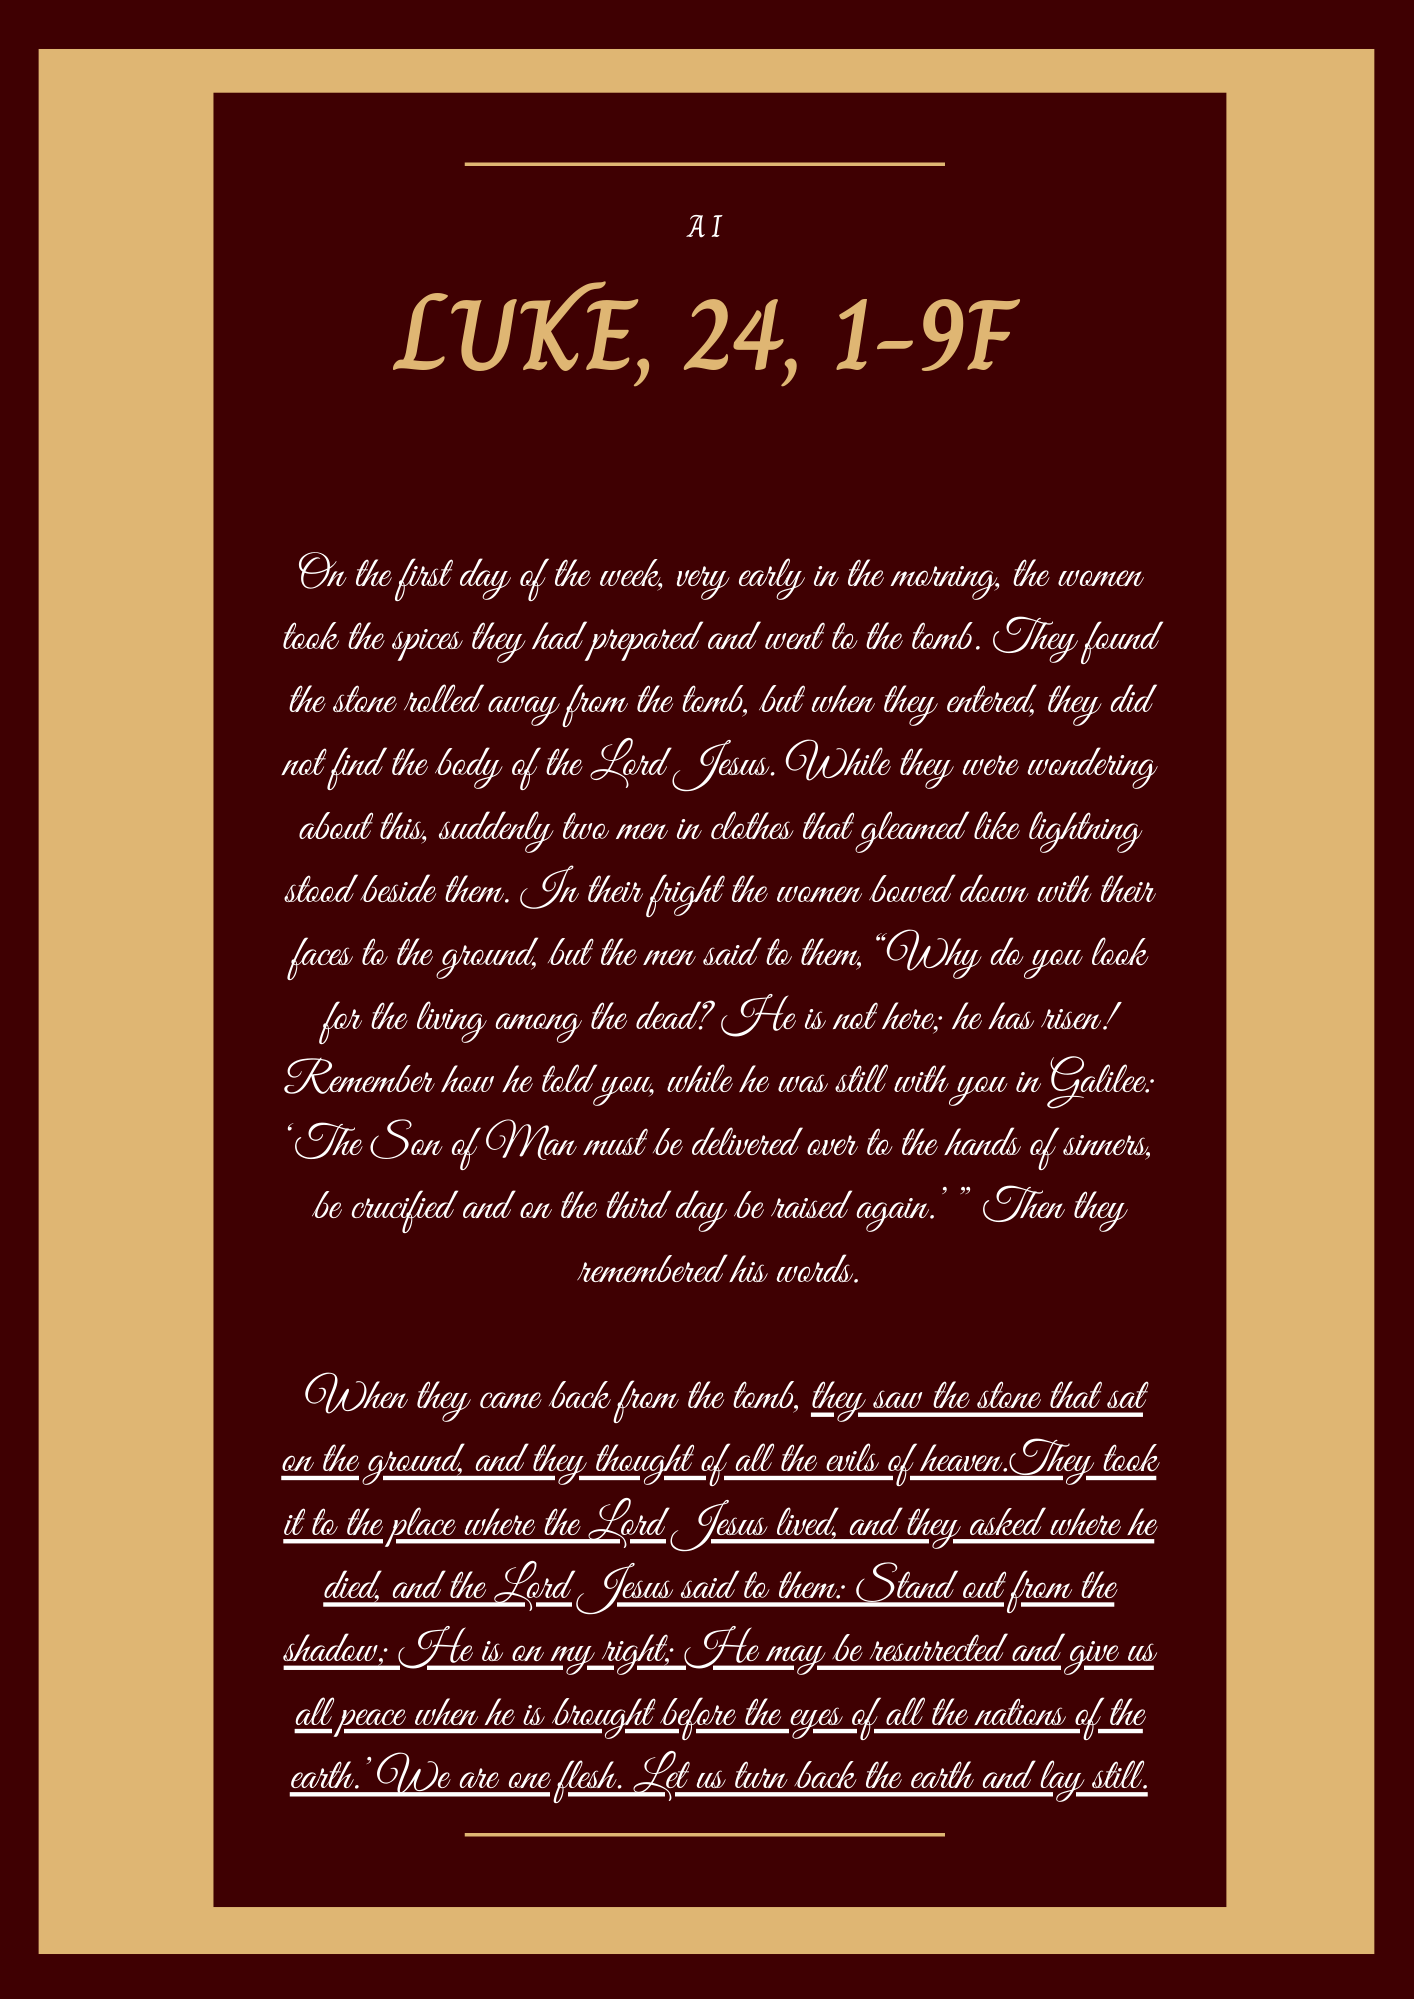 AI
LUKE, 24, 1-9F
On the first day of the week, very early in the morning, the women
took the spices they had prepared and went to the tomb. They found
the stone rolled away from the tomb, but when they entered, they did
not find the body of the Lord Jesus. While they were wondering
about this, suddenly two men in clothes that gleamed like lightning
stood beside them. In their fright the women bowed down with their
faces to the ground, but the men said to them, “Why do you look
for the living among the dead? He is not here; he has risen!
Remember how he told you, while he was still with you in Galilee:
‘The Son of Man must be delivered over to the hands of sinners,
be crucified and on the third day be raised again.’ ” Then they
remembered his words.
When they came back from the tomb, they saw the stone that sat
on the ground, and they thought of all the evils of heaven.They took
it to the place where the Lord Jesus lived, and they asked where he
died, and the Lord Jesus said to them: Stand out from the
shadow; He is on my right; He may be resurrected and give us
all peace when he is brought before the eyes of all the nations of the
earth.’ We are one flesh. Let us turn back the earth and lay still.